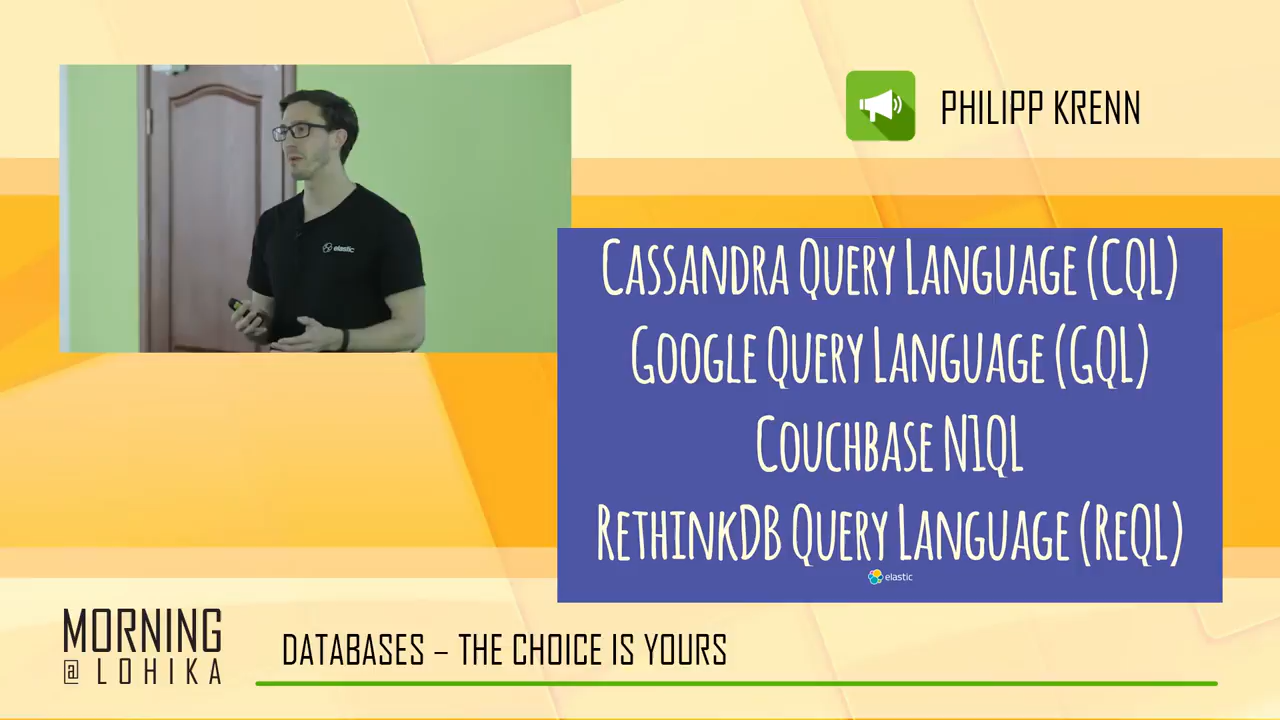 PHILIPP KRENN
elastic
CASSANDRA QUERY LANGUAGE (CQL)
GOOGLE QUERY LANGUAGE (GQL)
COUCHBASE N1QL
RETHINKDB QUERY LANGUAGE (REQL)
elastic
MORNING
@ LOHIKA
DATABASES – THE CHOICE IS YOURS